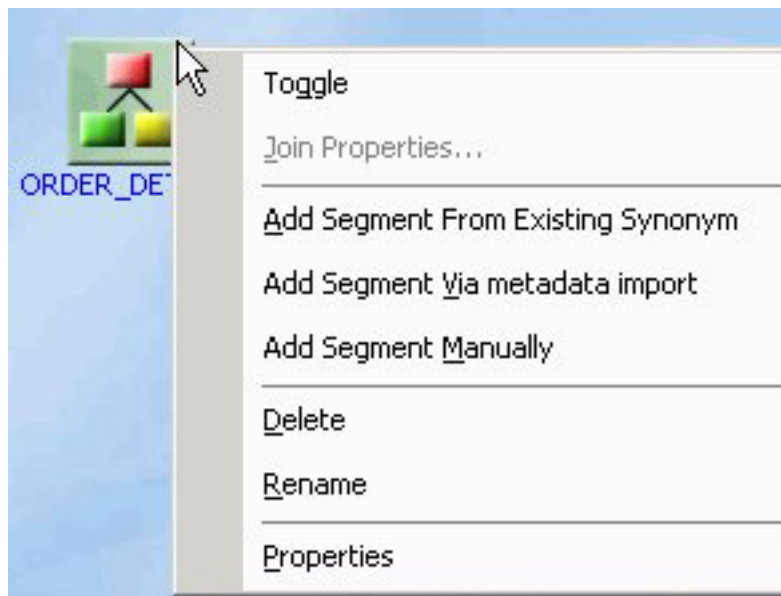 Toggle
Join Properties...
ORDER_DE
Add Segment From Existing Synonym
Add Segment Via metadata import
Add Segment Manually
Delete
Rename
Properties